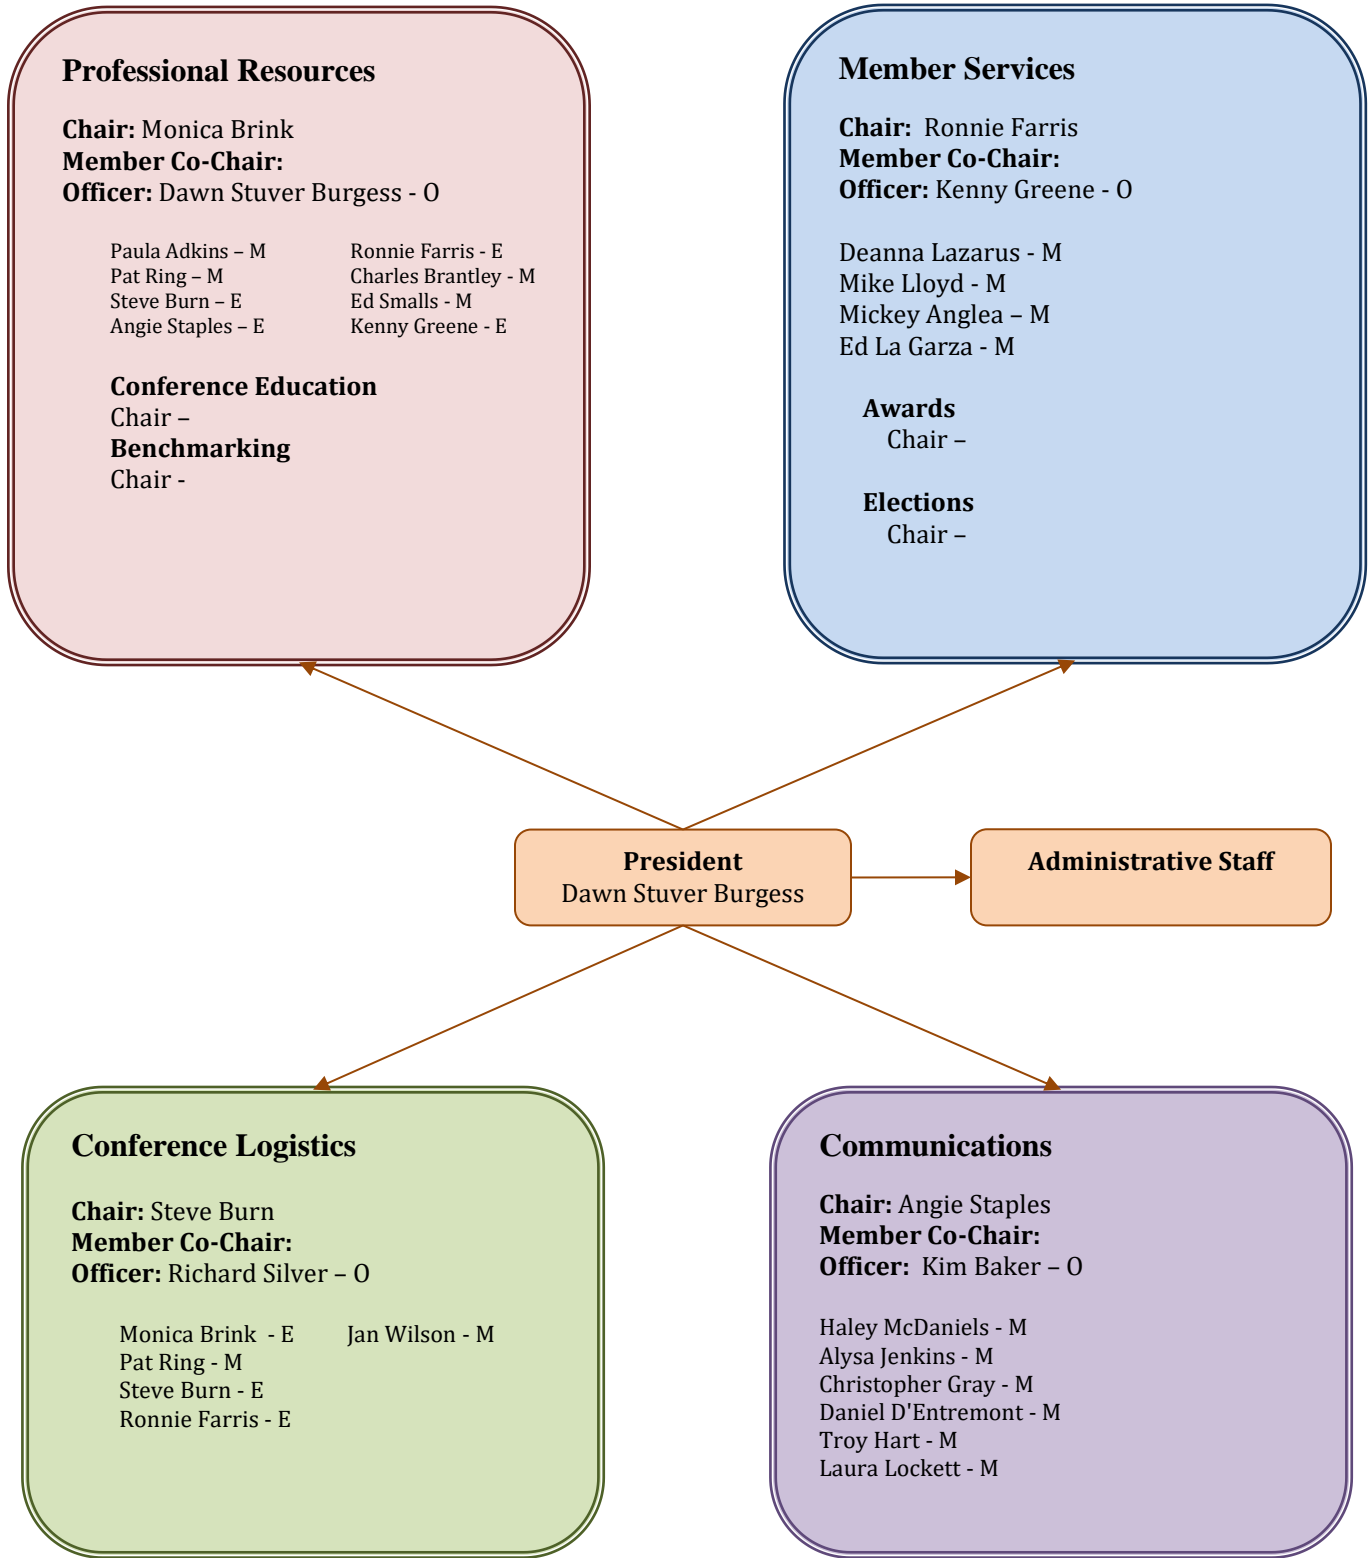 Professional Resources
Chair: Monica Brink
Member Co-Chair:
Officer: Dawn Stuver Burgess - O
Paula Adkins – M
Pat Ring – M
Steve Burn – E
Angie Staples – E
Ronnie Farris - E
Charles Brantley - M
Ed Smalls - M
Kenny Greene - E
Conference Education
Chair –
Benchmarking
Chair -
Member Services
Chair:  Ronnie Farris
Member Co-Chair:
Officer: Kenny Greene - O
Deanna Lazarus - M
Mike Lloyd - M
Mickey Anglea – M
Ed La Garza - M
Awards
Chair –
Elections
Chair –
President
Dawn Stuver Burgess
Administrative Staff
Conference Logistics
Chair: Steve Burn
Member Co-Chair:
Officer: Richard Silver – O
Monica Brink  - E
Pat Ring - M
Steve Burn - E
Ronnie Farris - E
Jan Wilson - M
Communications
Chair: Angie Staples
Member Co-Chair:
Officer:  Kim Baker – O
Haley McDaniels - M
Alysa Jenkins - M
Christopher Gray - M
Daniel D'Entremont - M
Troy Hart - M
Laura Lockett - M